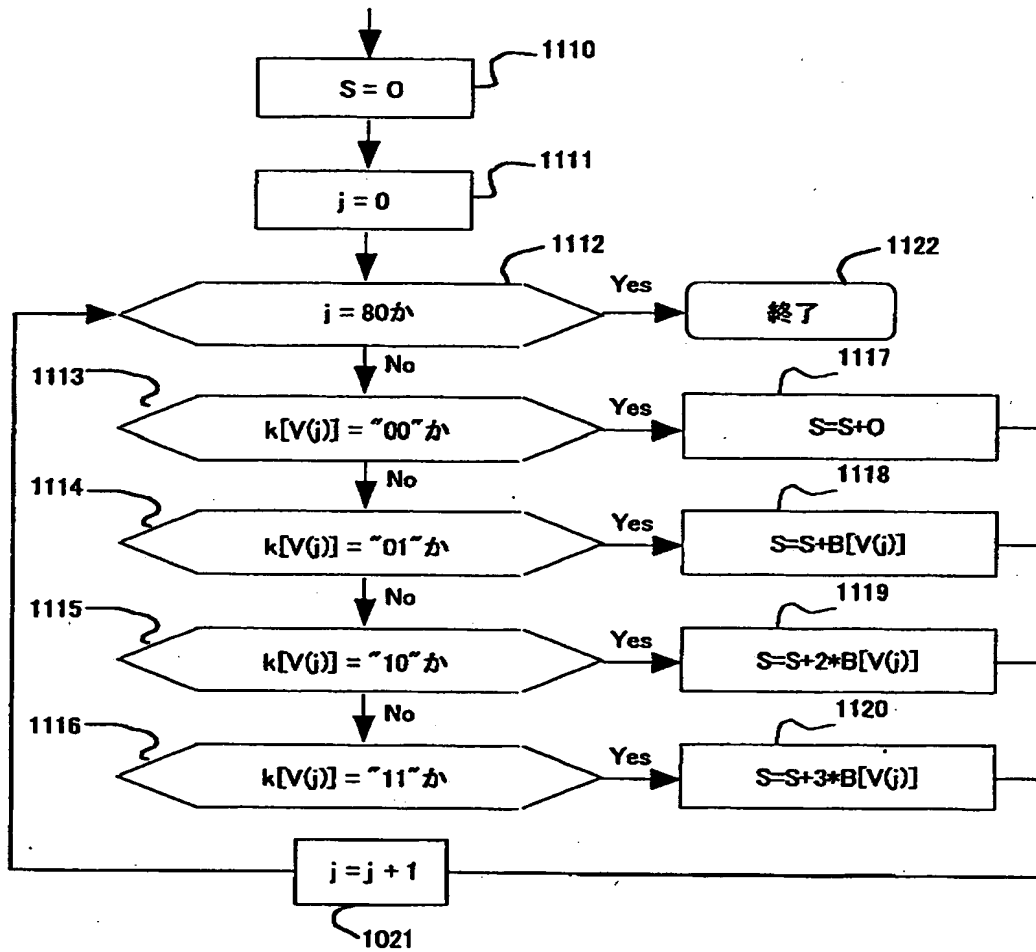 1110
S = 0
1111
j = 0
1112
1122
j = 80か
Yes
終了
No
1113
1117
k[V(j)] = "00"か
Yes
S=S+0
No
1114
1118
k[V(j)] = "01"か
Yes
S=S+B[V(j)]
No
1115
1119
k[V(j)] = "10"か
Yes
S=S+2*B[V(j)]
No
1116
1120
k[V(j)] = "11"か
Yes
S=S+3*B[V(j)]
j = j + 1
1021